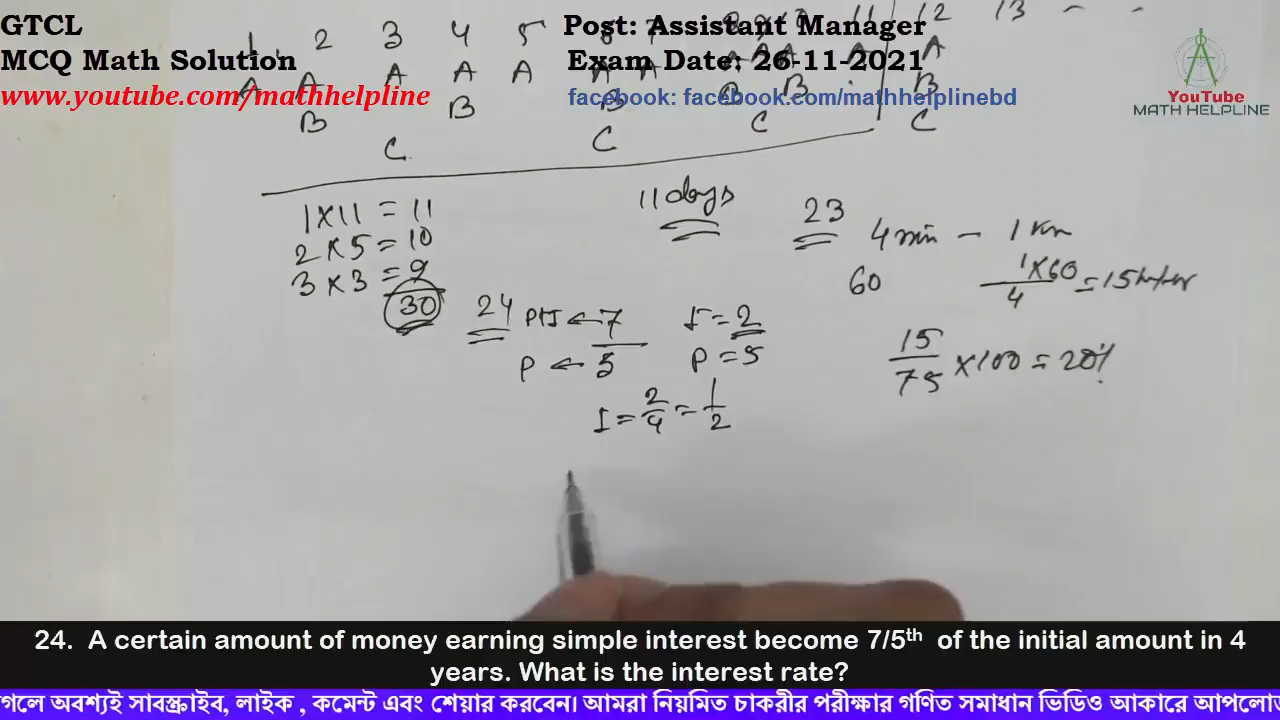 GTCL
MCQ Math Solution
www.youtube.com/mathhelpline
Post: Assistant Manager
Exam Date: 26-11-2021
facebook: facebook.com/mathhelplinebd
YouTube
MATH HELPLINE
1 2 3 4 5 6 7 11 12 13 - -
A A A A A A A A A A A A
B B B B B B
C C C C
1×11 = 11
2×5 = 10
3×3 = 9
30
11 days
23
4 min - 1 km
60 1×60/4 = 15
15/75 ×100 = 20%
24 P+I ← 7 I = 2
P ← 5 P = 5
I = 2/4 = 1/2
24. A certain amount of money earning simple interest become 7/5th of the initial amount in 4
years. What is the interest rate?
অবশ্যই সাবস্ক্রাইব, লাইক , কমেন্ট এবং শেয়ার করবেন। আমরা নিয়মিত চাকরীর পরীক্ষার গণিত সমাধান ভিডিও আকারে